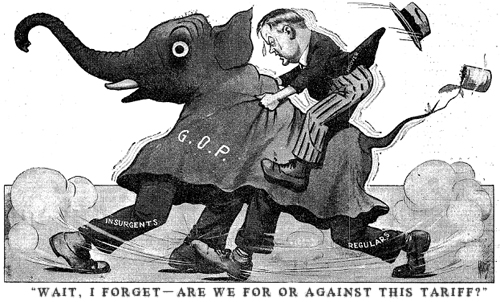 G.O.P.
INSURGENTS
REGULARS
"WAIT, I FORGET—ARE WE FOR OR AGAINST THIS TARIFF?"